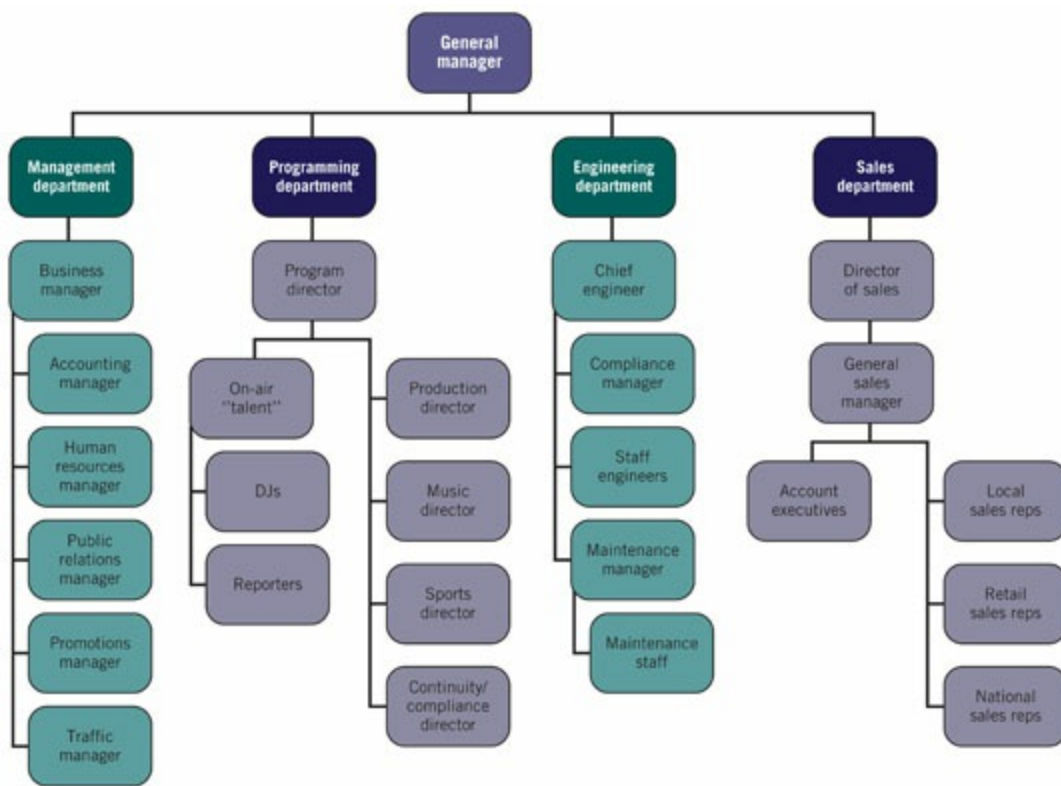 General
manager
Management
department
Programming
department
Engineering
department
Sales
department
Business
manager
Program
director
Chief
engineer
Director
of sales
Accounting
manager
On-air
"talent"
Production
director
Compliance
manager
General
sales
manager
Human
resources
manager
DJs
Music
director
Staff
engineers
Account
executives
Local
sales reps
Public
relations
manager
Reporters
Sports
director
Maintenance
manager
Retail
sales reps
Promotions
manager
Continuity/
compliance
director
Maintenance
staff
National
sales reps
Traffic
manager